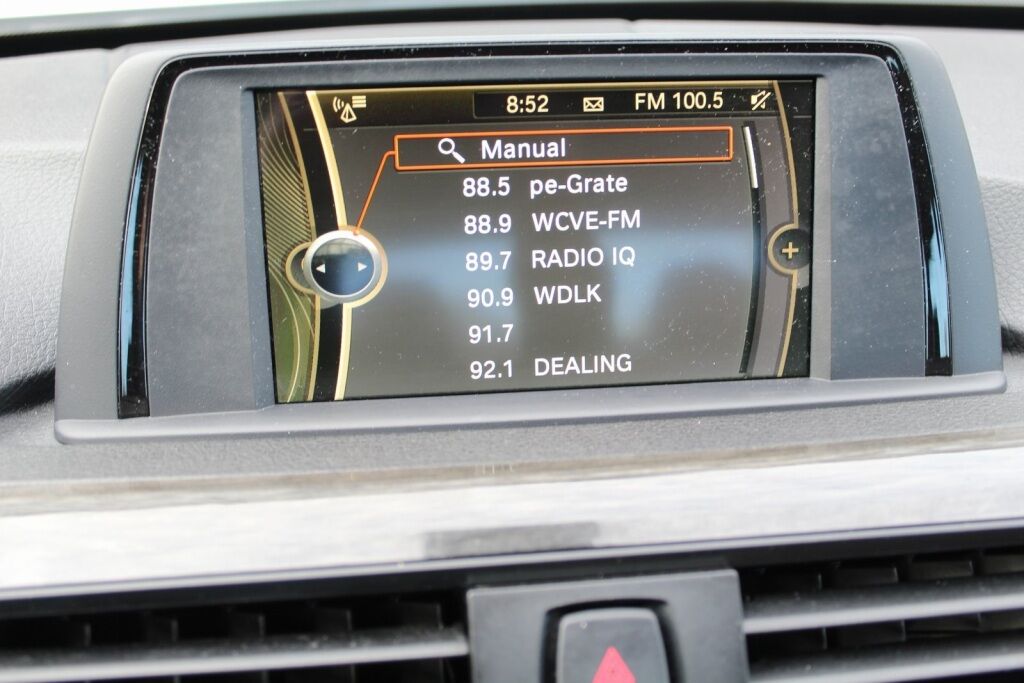 8:52 FM 100.5
Manual
88.5 pe-Grate
88.9 WCVE-FM
89.7 RADIO IQ
90.9 WDLK
91.7
92.1 DEALING
+